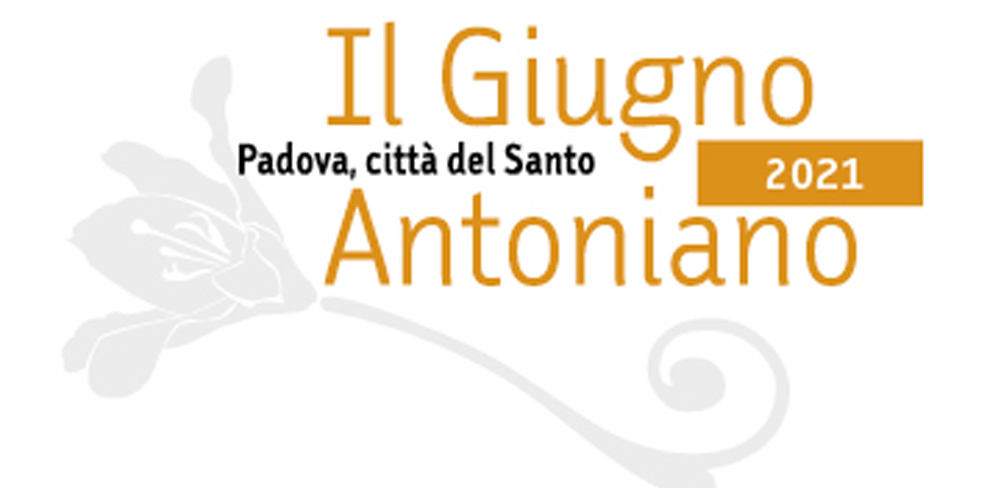 Il Giugno
Padova, città del Santo
2021
Antoniano